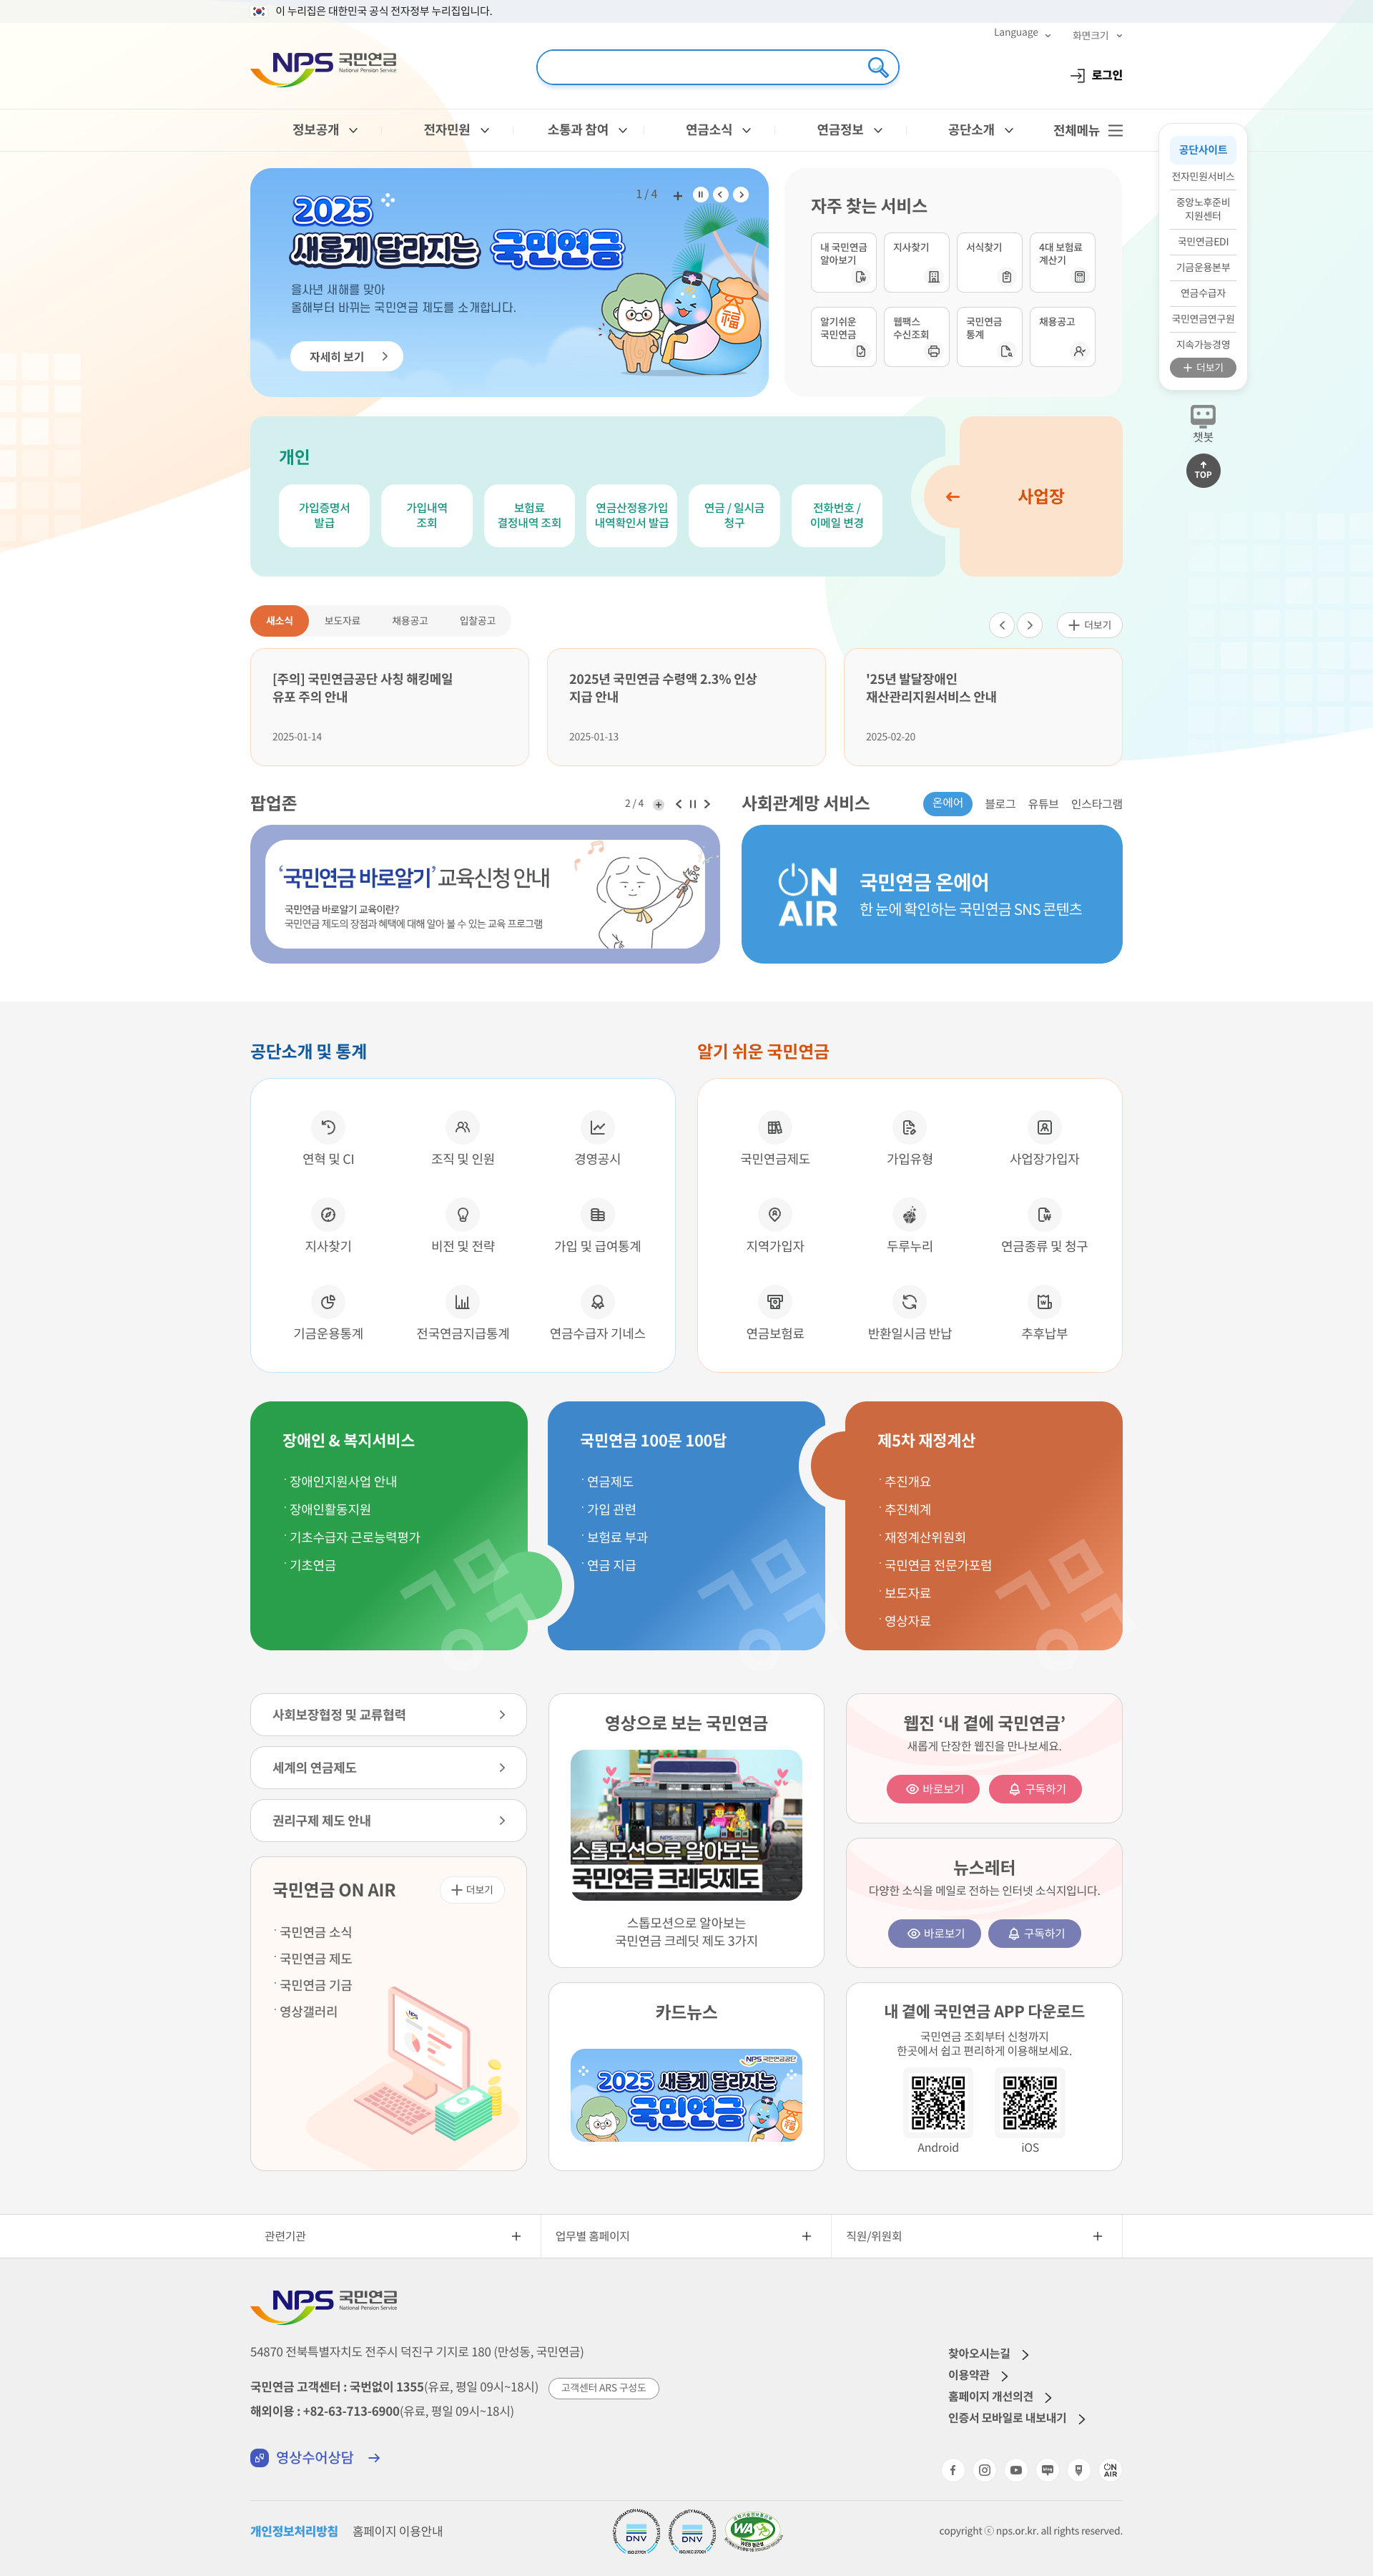 이 누리집은 대한민국 공식 전자정부 누리집입니다.
Language
화면크기
NPS 국민연금
National Pension Service
로그인
정보공개
전자민원
소통과 참여
연금소식
연금정보
공단소개
전체메뉴
공단사이트
전자민원서비스
중앙노후준비
지원센터
국민연금EDI
기금운용본부
연금수급자
국민연금연구원
지속가능경영
더보기
챗봇
TOP
1 / 4
2025
새롭게 달라지는 국민연금
을사년 새해를 맞아
올해부터 바뀌는 국민연금 제도를 소개합니다.
자세히 보기
福
자주 찾는 서비스
내 국민연금
알아보기
지사찾기
서식찾기
4대 보험료
계산기
알기쉬운
국민연금
웹팩스
수신조회
국민연금
통계
채용공고
개인
가입증명서
발급
가입내역
조회
보험료
결정내역 조회
연금산정용가입
내역확인서 발급
연금 / 일시금
청구
전화번호 /
이메일 변경
사업장
새소식
보도자료
채용공고
입찰공고
더보기
[주의] 국민연금공단 사칭 해킹메일
유포 주의 안내
2025-01-14
2025년 국민연금 수령액 2.3% 인상
지급 안내
2025-01-13
'25년 발달장애인
재산관리지원서비스 안내
2025-02-20
팝업존
2 / 4
‘국민연금 바로알기’ 교육신청 안내
국민연금 바로알기 교육이란?
국민연금 제도의 장점과 혜택에 대해 알아 볼 수 있는 교육 프로그램
사회관계망 서비스
온에어
블로그
유튜브
인스타그램
ON
AIR
국민연금 온에어
한 눈에 확인하는 국민연금 SNS 콘텐츠
공단소개 및 통계
연혁 및 CI
조직 및 인원
경영공시
지사찾기
비전 및 전략
가입 및 급여통계
기금운용통계
전국연금지급통계
연금수급자 기네스
알기 쉬운 국민연금
국민연금제도
가입유형
사업장가입자
지역가입자
두루누리
연금종류 및 청구
연금보험료
반환일시금 반납
추후납부
장애인 & 복지서비스
· 장애인지원사업 안내
· 장애인활동지원
· 기초수급자 근로능력평가
· 기초연금
국민연금 100문 100답
· 연금제도
· 가입 관련
· 보험료 부과
· 연금 지급
제5차 재정계산
· 추진개요
· 추진체계
· 재정계산위원회
· 국민연금 전문가포럼
· 보도자료
· 영상자료
사회보장협정 및 교류협력
세계의 연금제도
권리구제 제도 안내
국민연금 ON AIR
더보기
· 국민연금 소식
· 국민연금 제도
· 국민연금 기금
· 영상갤러리
NPS
영상으로 보는 국민연금
NPS
스톱모션으로 알아보는
국민연금 크레딧제도
스톱모션으로 알아보는
국민연금 크레딧 제도 3가지
카드뉴스
NPS 국민연금공단
2025 새롭게 달라지는
국민연금
福
웹진 ‘내 곁에 국민연금’
새롭게 단장한 웹진을 만나보세요.
바로보기
구독하기
뉴스레터
다양한 소식을 메일로 전하는 인터넷 소식지입니다.
바로보기
구독하기
내 곁에 국민연금 APP 다운로드
국민연금 조회부터 신청까지
한곳에서 쉽고 편리하게 이용해보세요.
Android
iOS
관련기관
업무별 홈페이지
직원/위원회
NPS 국민연금
National Pension Service
54870 전북특별자치도 전주시 덕진구 기지로 180 (만성동, 국민연금)
국민연금 고객센터 : 국번없이 1355(유료, 평일 09시~18시)
고객센터 ARS 구성도
해외이용 : +82-63-713-6900(유료, 평일 09시~18시)
영상수어상담
찾아오시는길
이용약관
홈페이지 개선의견
인증서 모바일로 내보내기
ON
AIR
개인정보처리방침
홈페이지 이용안내
DNV
ISO 27701
DNV
ISO/IEC 27001
WA
copyright ⓒ nps.or.kr. all rights reserved.